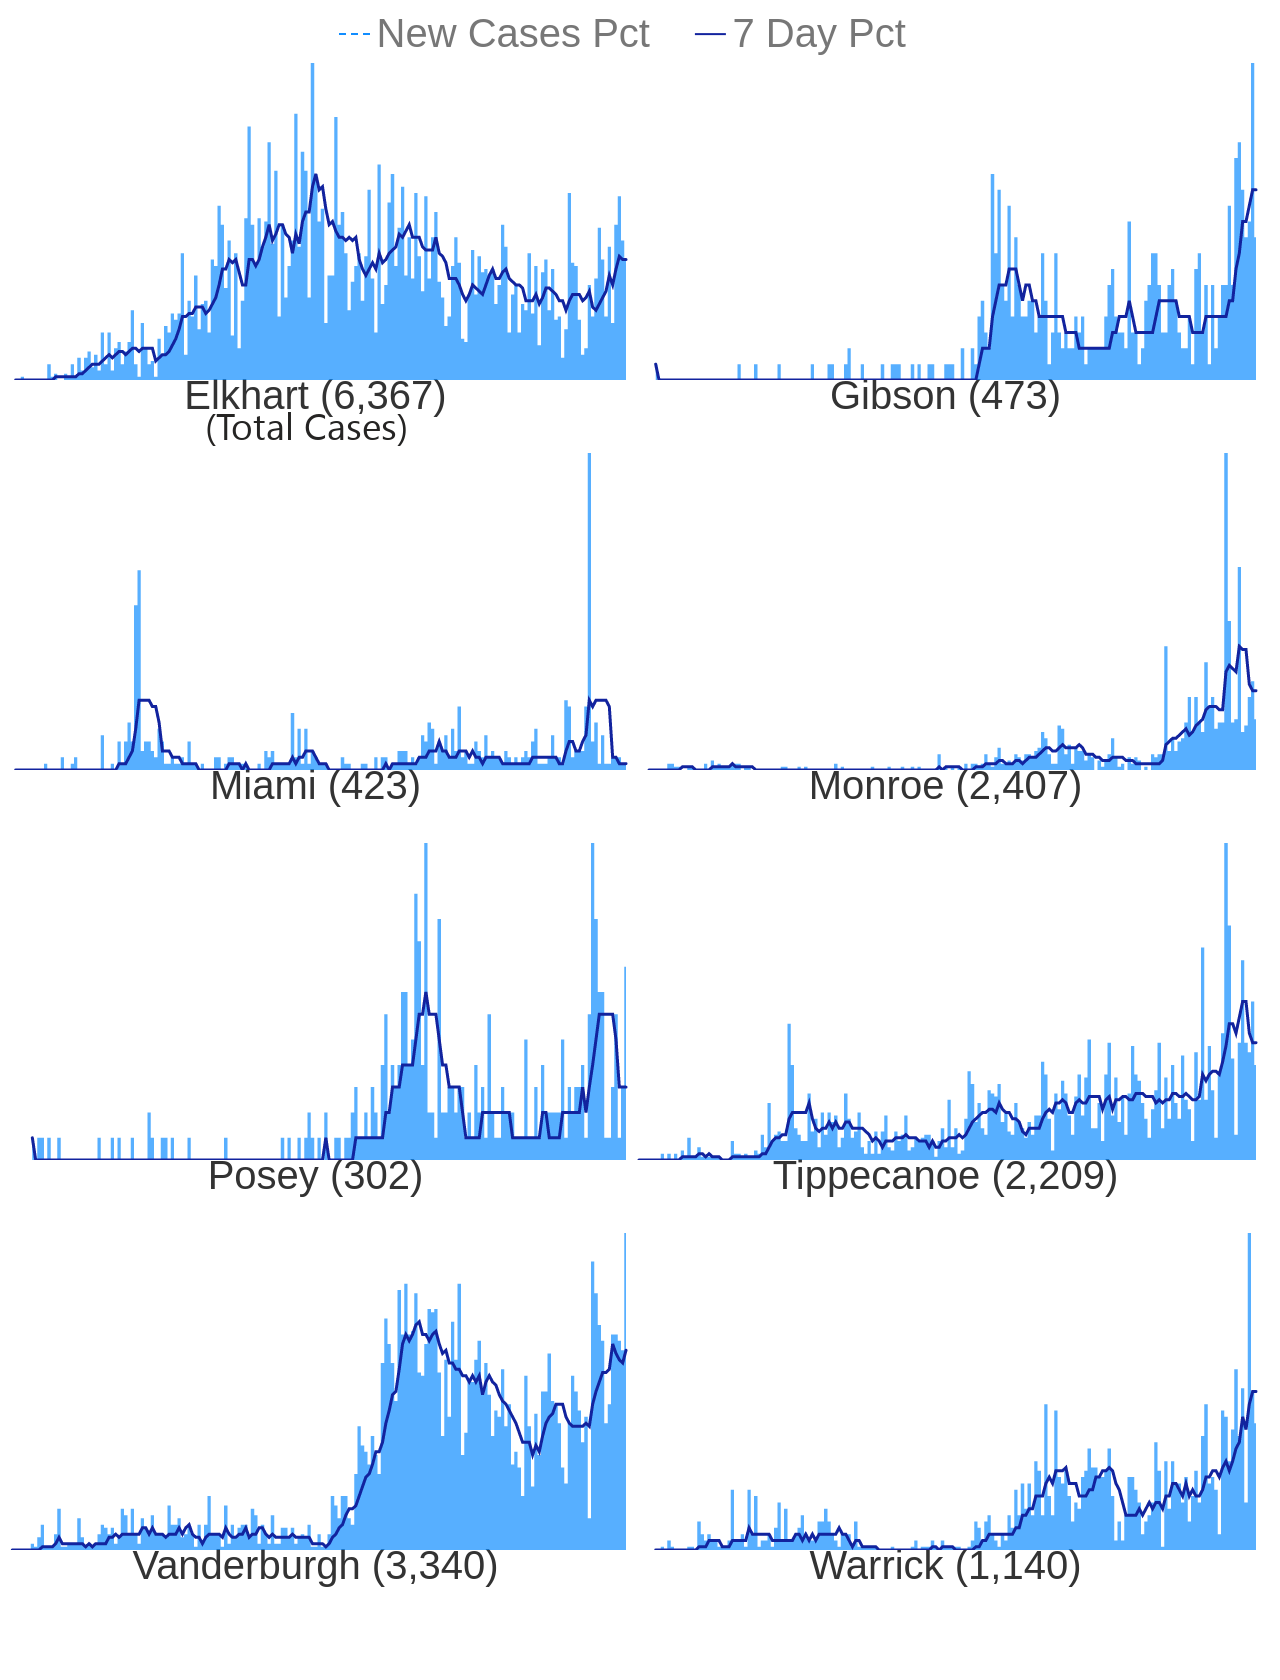 New Cases Pct 7 Day Pct
Elkhart (6,367) Gibson (473)
(Total Cases)
Miami (423) Monroe (2,407)
Posey (302) Tippecanoe (2,209)
Vanderburgh (3,340) Warrick (1,140)